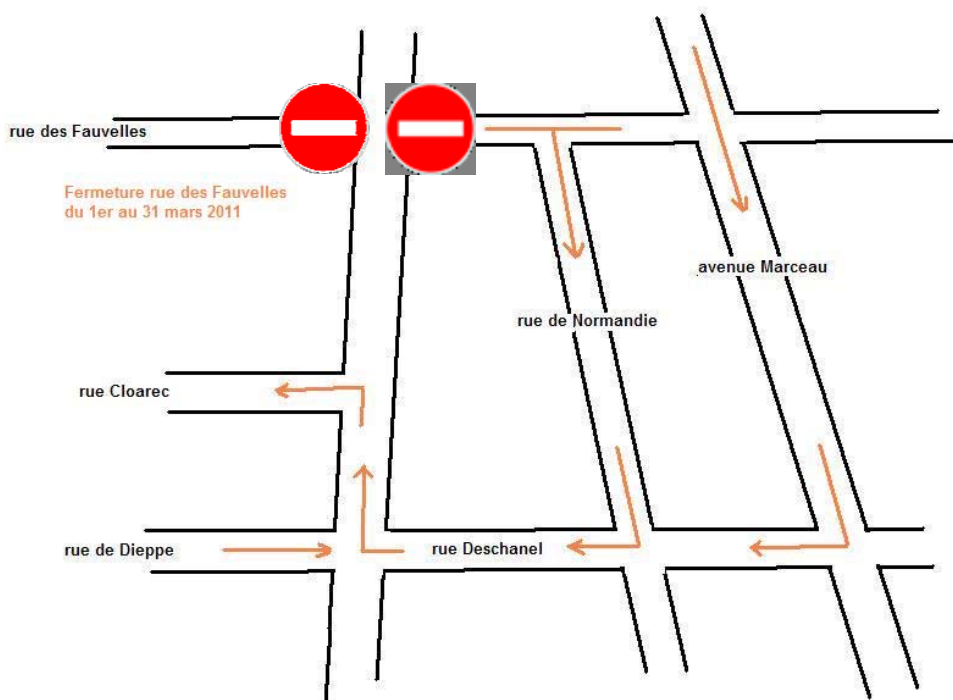 rue des Fauvelles
Fermeture rue des Fauvelles
du 1er au 31 mars 2011
avenue Marceau
rue de Normandie
rue Cloarec
rue de Dieppe
rue Deschanel